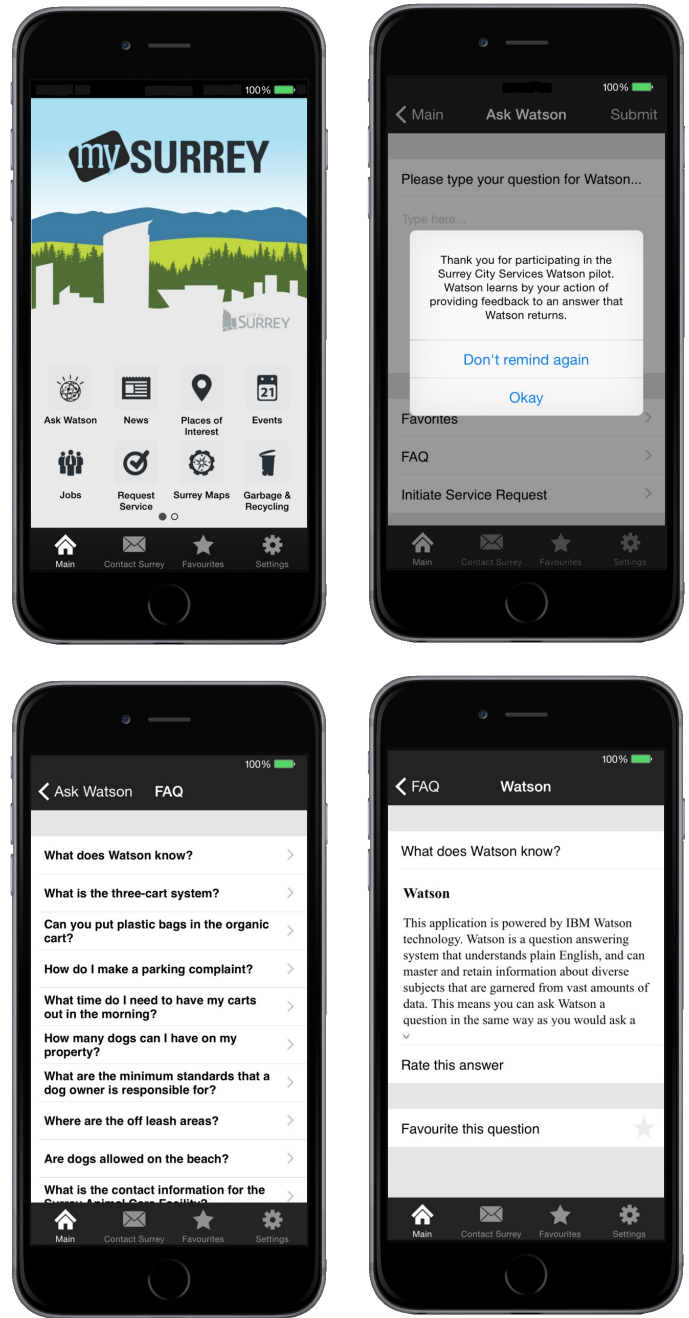 100%
my SURREY
CITY OF
SURREY
Ask Watson
News
Places of
Interest
Events
21
Jobs
Request
Service
Surrey Maps
Garbage &
Recycling
Main
Contact Surrey
Favourites
Settings
100%
Main
Ask Watson
Submit
Please type your question for Watson...
Type here...
Thank you for participating in the
Surrey City Services Watson pilot.
Watson learns by your action of
providing feedback to an answer that
Watson returns.
Don't remind again
Okay
Favorites
FAQ
Initiate Service Request
Main
Contact Surrey
Favourites
Settings
100%
Ask Watson
FAQ
What does Watson know?
What is the three-cart system?
Can you put plastic bags in the organic
cart?
How do I make a parking complaint?
What time do I need to have my carts
out in the morning?
How many dogs can I have on my
property?
What are the minimum standards that a
dog owner is responsible for?
Where are the off leash areas?
Are dogs allowed on the beach?
What is the contact information for the
Surrey Animal Care Facility?
Main
Contact Surrey
Favourites
Settings
100%
FAQ
Watson
What does Watson know?
Watson
This application is powered by IBM Watson
technology. Watson is a question answering
system that understands plain English, and can
master and retain information about diverse
subjects that are garnered from vast amounts of
data. This means you can ask Watson a
question in the same way as you would ask a
Rate this answer
Favourite this question
Main
Contact Surrey
Favourites
Settings